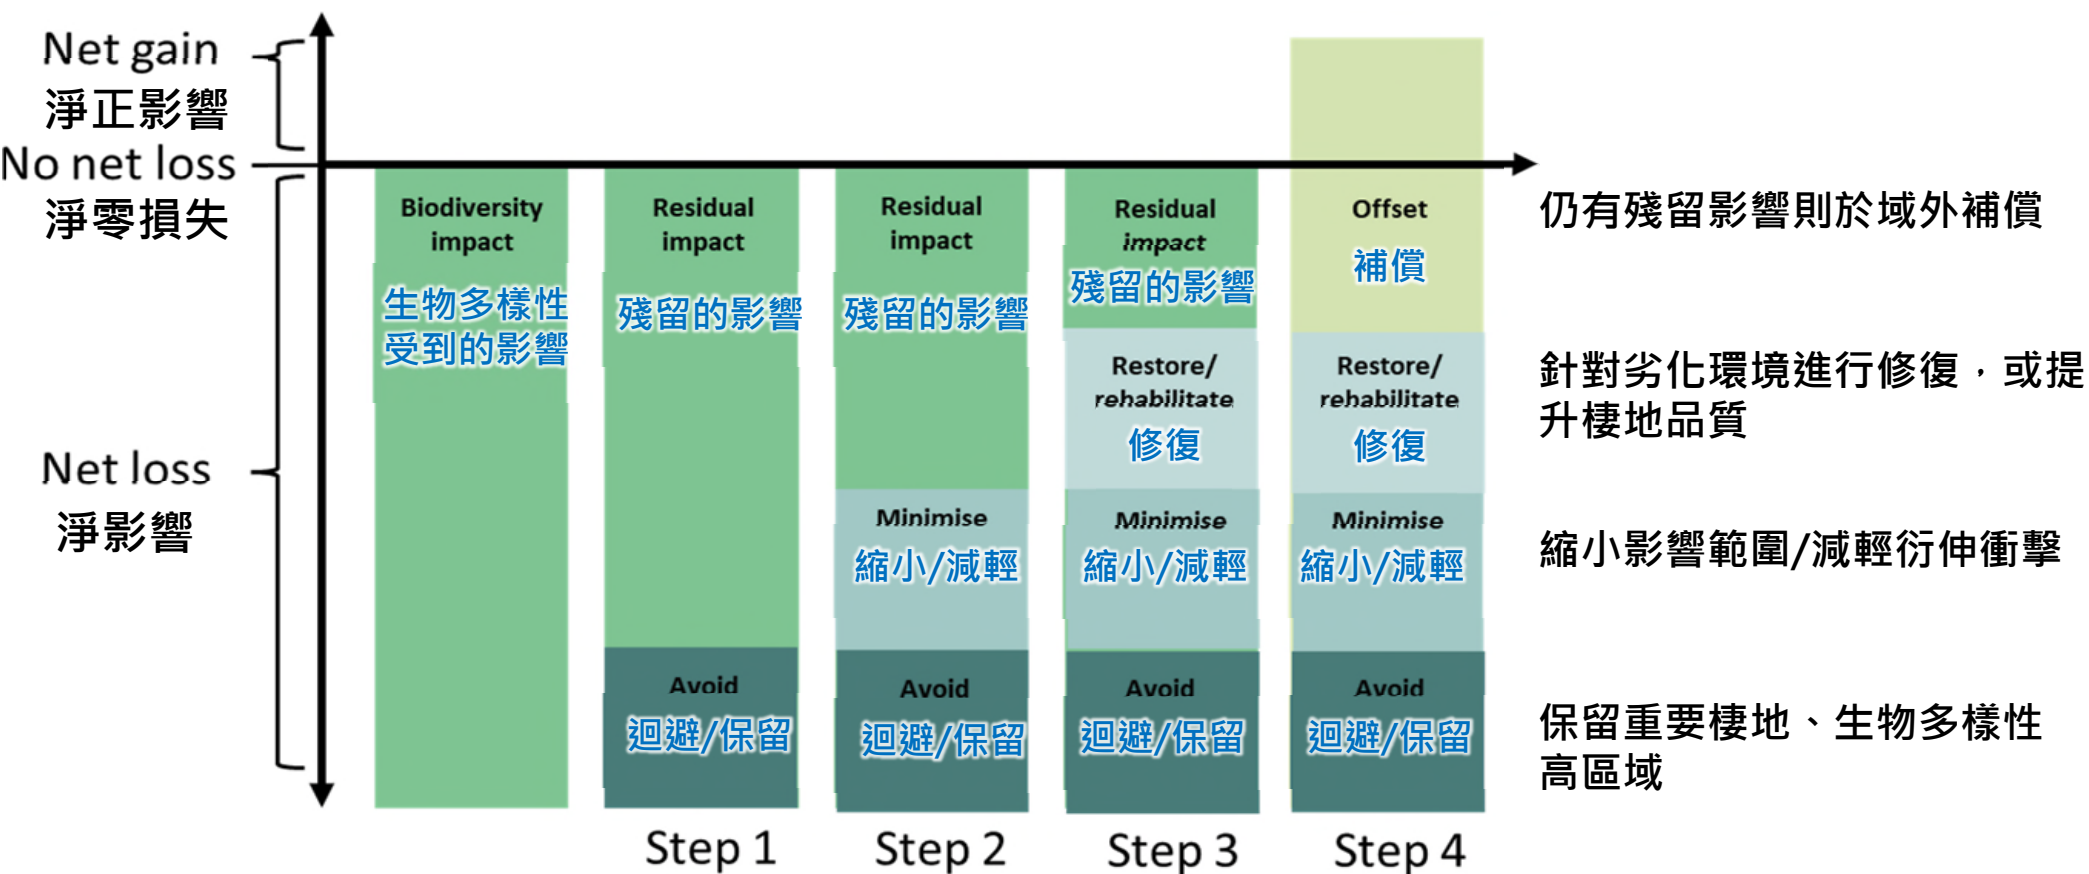 Net gain
淨正影響
No net loss
淨零損失
Net loss
淨影響
Biodiversity
impact
生物多樣性
受到的影響
Residual
impact
殘留的影響
Avoid
迴避/保留
Step 1
Residual
impact
殘留的影響
Minimise
縮小/減輕
Avoid
迴避/保留
Step 2
Residual
impact
殘留的影響
Restore/
rehabilitate
修復
Minimise
縮小/減輕
Avoid
迴避/保留
Step 3
Offset
補償
Restore/
rehabilitate
修復
Minimise
縮小/減輕
Avoid
迴避/保留
Step 4
仍有殘留影響則於域外補償
針對劣化環境進行修復，或提
升棲地品質
縮小影響範圍/減輕衍伸衝擊
保留重要棲地、生物多樣性
高區域